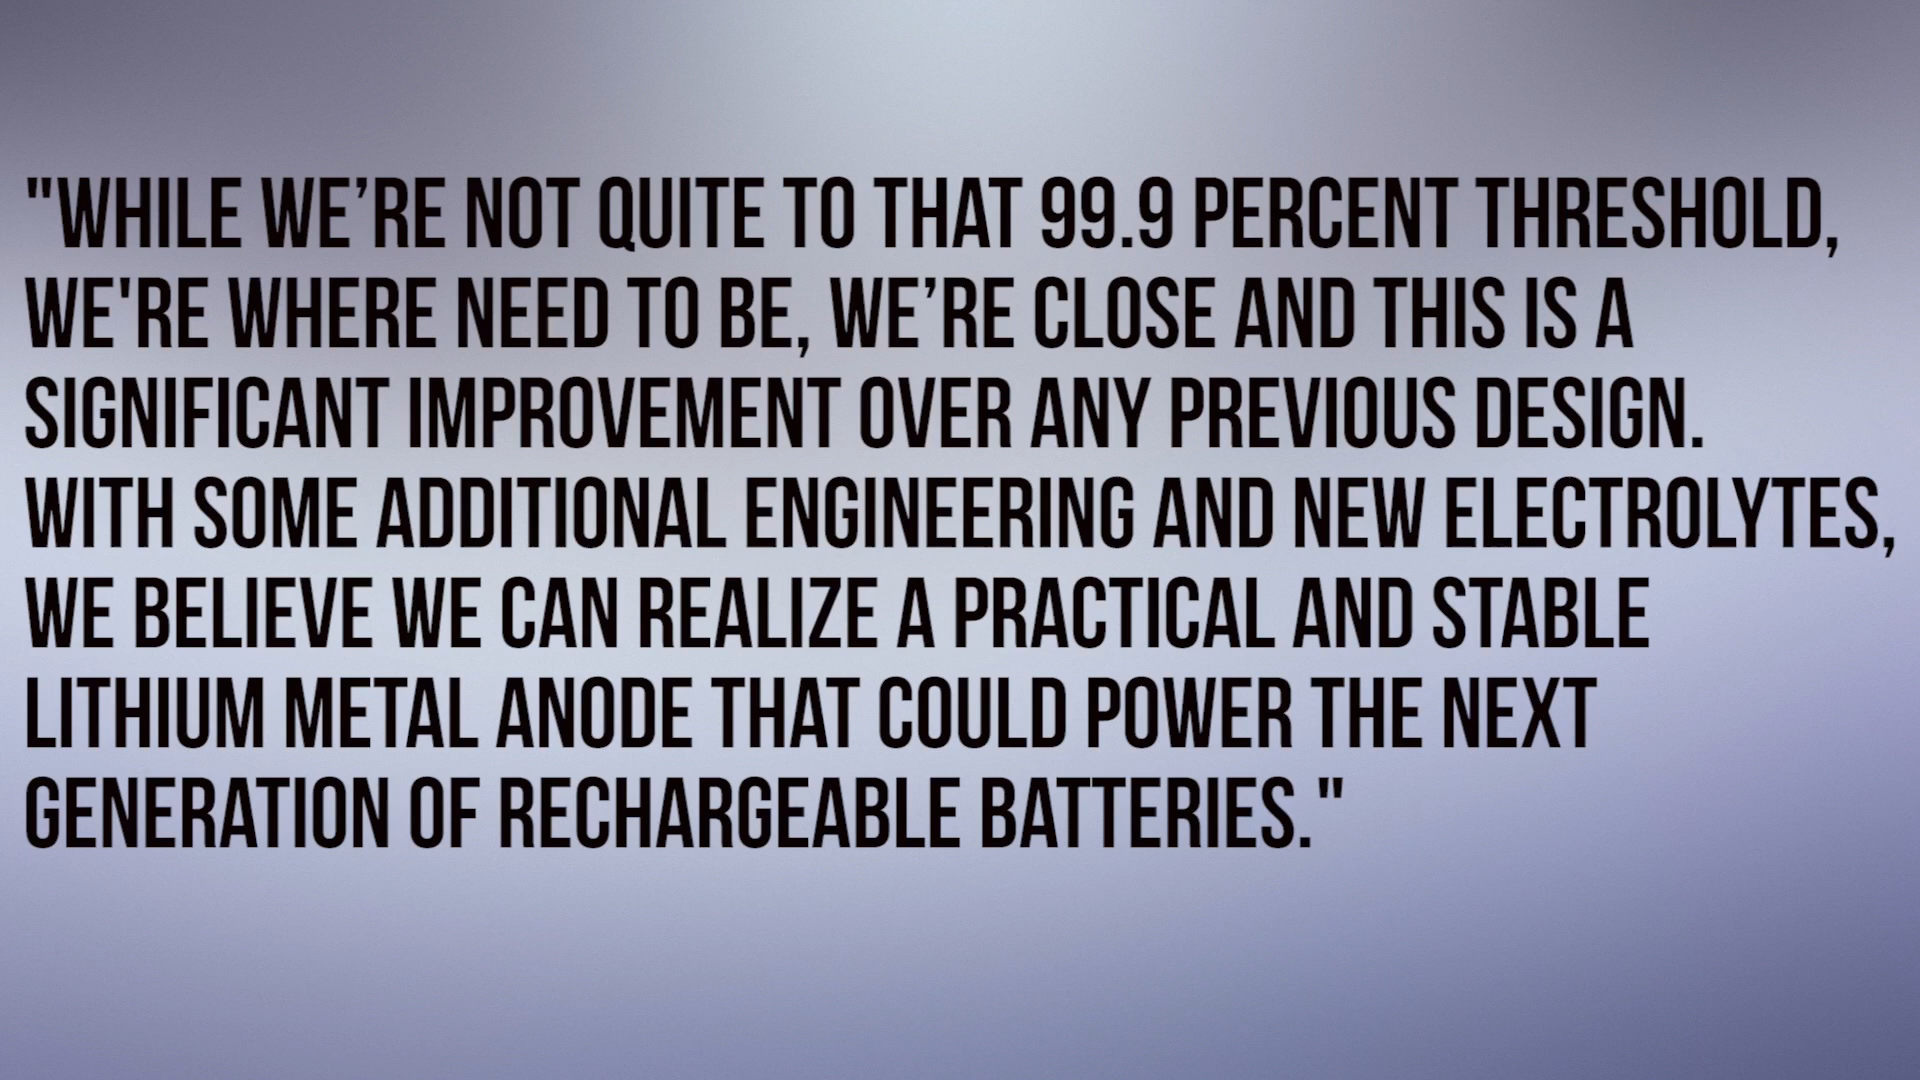 "WHILE WE’RE NOT QUITE TO THAT 99.9 PERCENT THRESHOLD,
WE'RE WHERE NEED TO BE, WE’RE CLOSE AND THIS IS A
SIGNIFICANT IMPROVEMENT OVER ANY PREVIOUS DESIGN.
WITH SOME ADDITIONAL ENGINEERING AND NEW ELECTROLYTES,
WE BELIEVE WE CAN REALIZE A PRACTICAL AND STABLE
LITHIUM METAL ANODE THAT COULD POWER THE NEXT
GENERATION OF RECHARGEABLE BATTERIES."